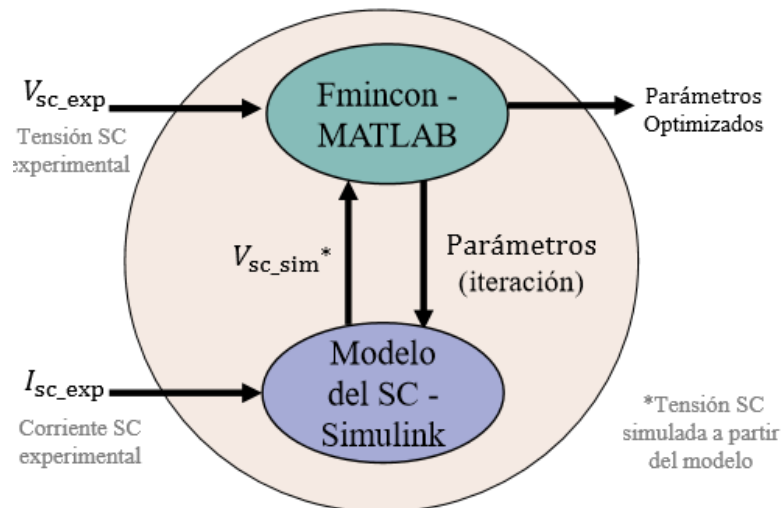 V_sc_exp
Tensión SC
experimental
Fmincon -
MATLAB
Parámetros
Optimizados
V_sc_sim*
Parámetros
(iteración)
I_sc_exp
Corriente SC
experimental
Modelo
del SC -
Simulink
*Tensión SC
simulada a partir
del modelo